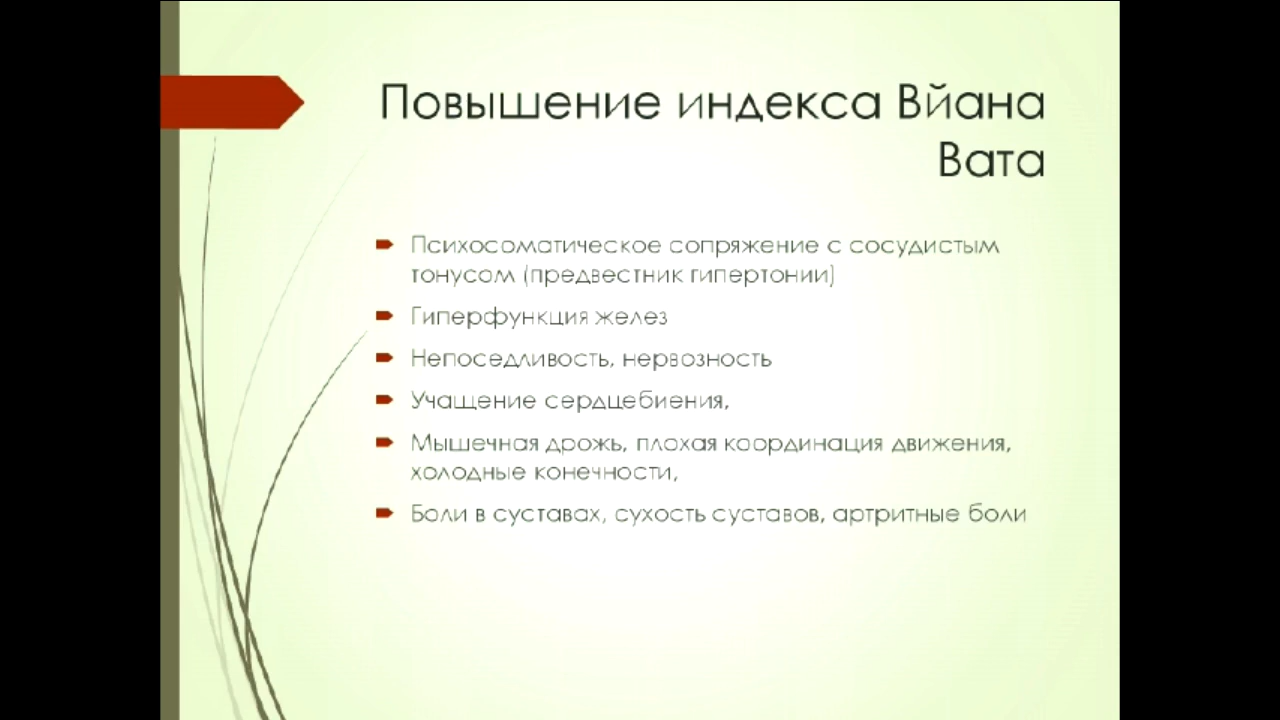 Повышение индекса Вйана
Вата
Психосоматическое сопряжение с сосудистым
тонусом (предвестник гипертонии)
Гиперфункция желез
Непоседливость, нервозность
Учащение сердцебиения,
Мышечная дрожь, плохая координация движения,
холодные конечности,
Боли в суставах, сухость суставов, артритные боли